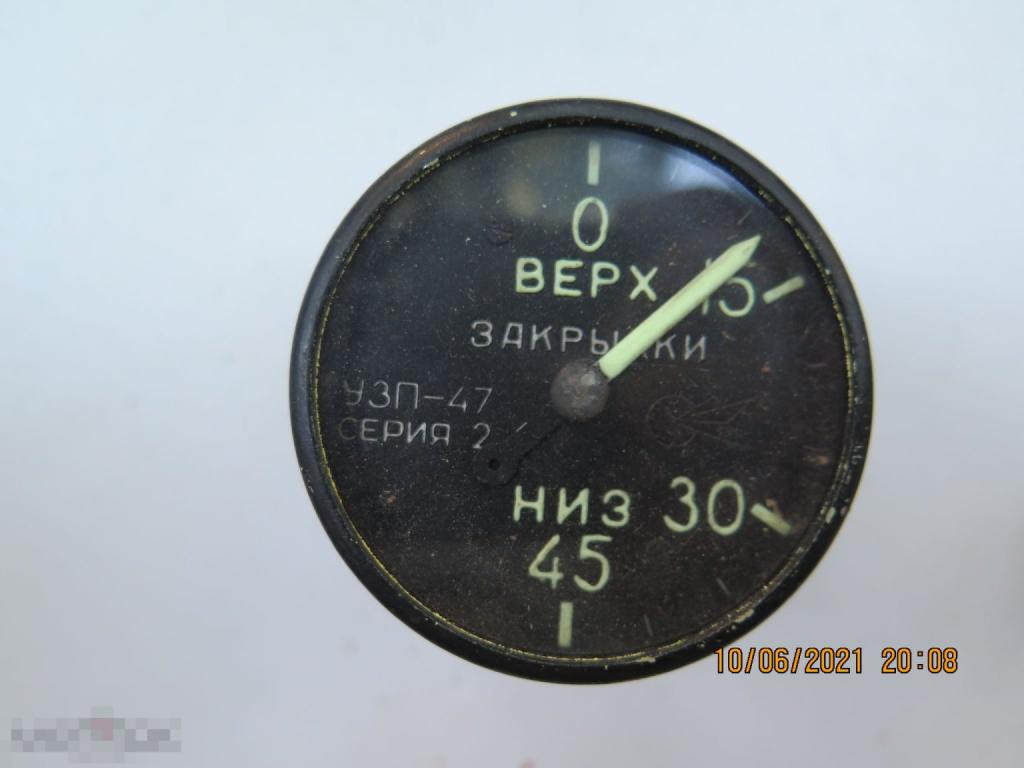 0
ВЕРХ 15
ЗАКРЫЛКИ
УЗП-47
СЕРИЯ 2
НИЗ 30
45
10/06/2021 20:08